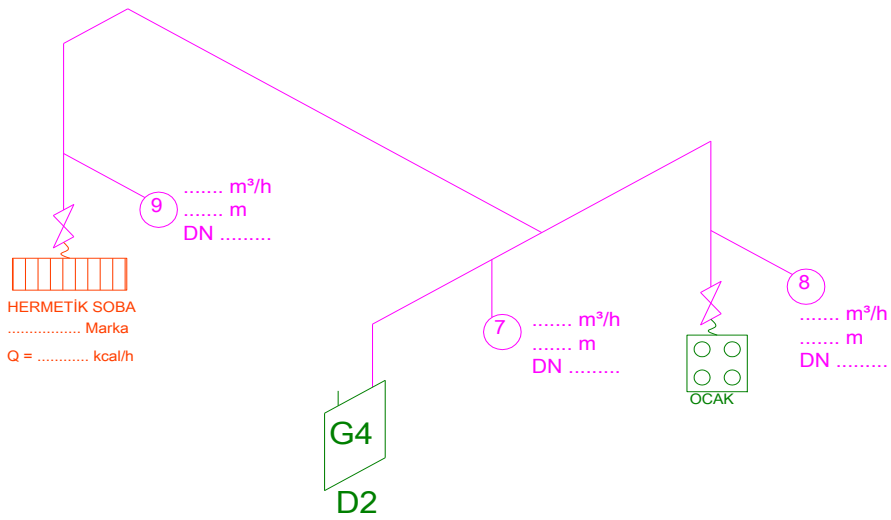 9
....... m³/h
....... m
DN .........
HERMETİK SOBA
................. Marka
Q = ............ kcal/h
7
....... m³/h
....... m
DN .........
8
....... m³/h
....... m
DN .........
OCAK
G4
D2